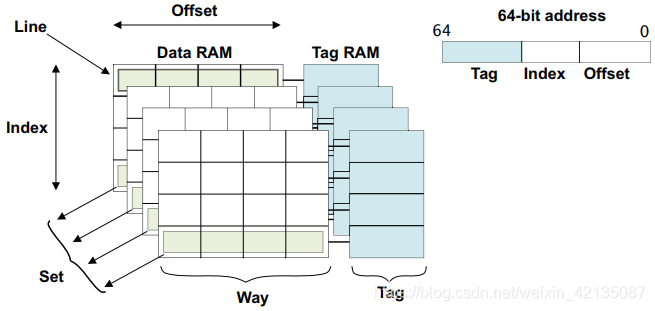 Offset
64-bit address
64
0
Line
Data RAM
Tag RAM
Tag
Index
Offset
Index
Set
Way
Tag
https://blog.csdn.net/weixin_42135087